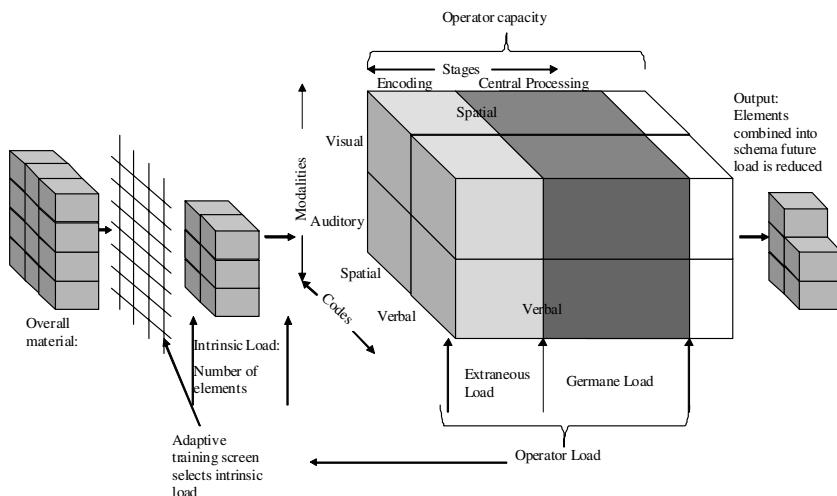 Operator capacity
Stages
Encoding
Central Processing
Spatial
Visual
Modalities
Auditory
Spatial
Codes
Verbal
Verbal
Output:
Elements
combined into
schema future
load is reduced
Overall
material:
Intrinsic Load:
Number of
elements
Extraneous
Load
Germane Load
Adaptive
training screen
selects intrinsic
load
Operator Load